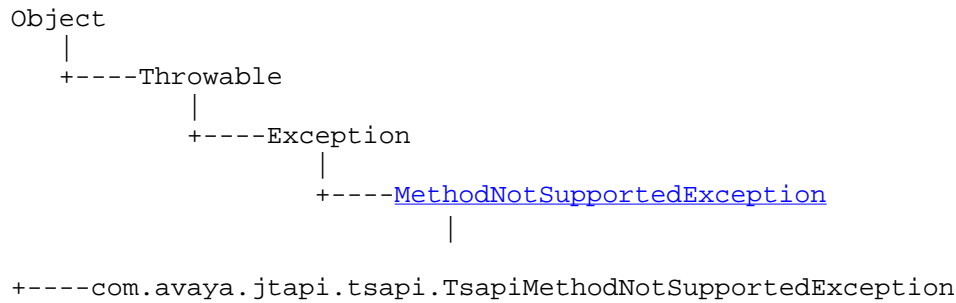 Object
   |
   +----Throwable
           |
           +----Exception
                   |
                   +----MethodNotSupportedException
                           |
+----com.avaya.jtapi.tsapi.TsapiMethodNotSupportedException